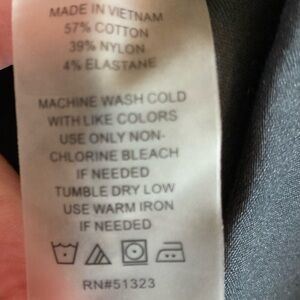 MADE IN VIETNAM
57% COTTON
39% NYLON
4% ELASTANE
MACHINE WASH COLD
WITH LIKE COLORS
USE ONLY NON-
CHLORINE BLEACH
IF NEEDED
TUMBLE DRY LOW
USE WARM IRON
IF NEEDED
RN#51323